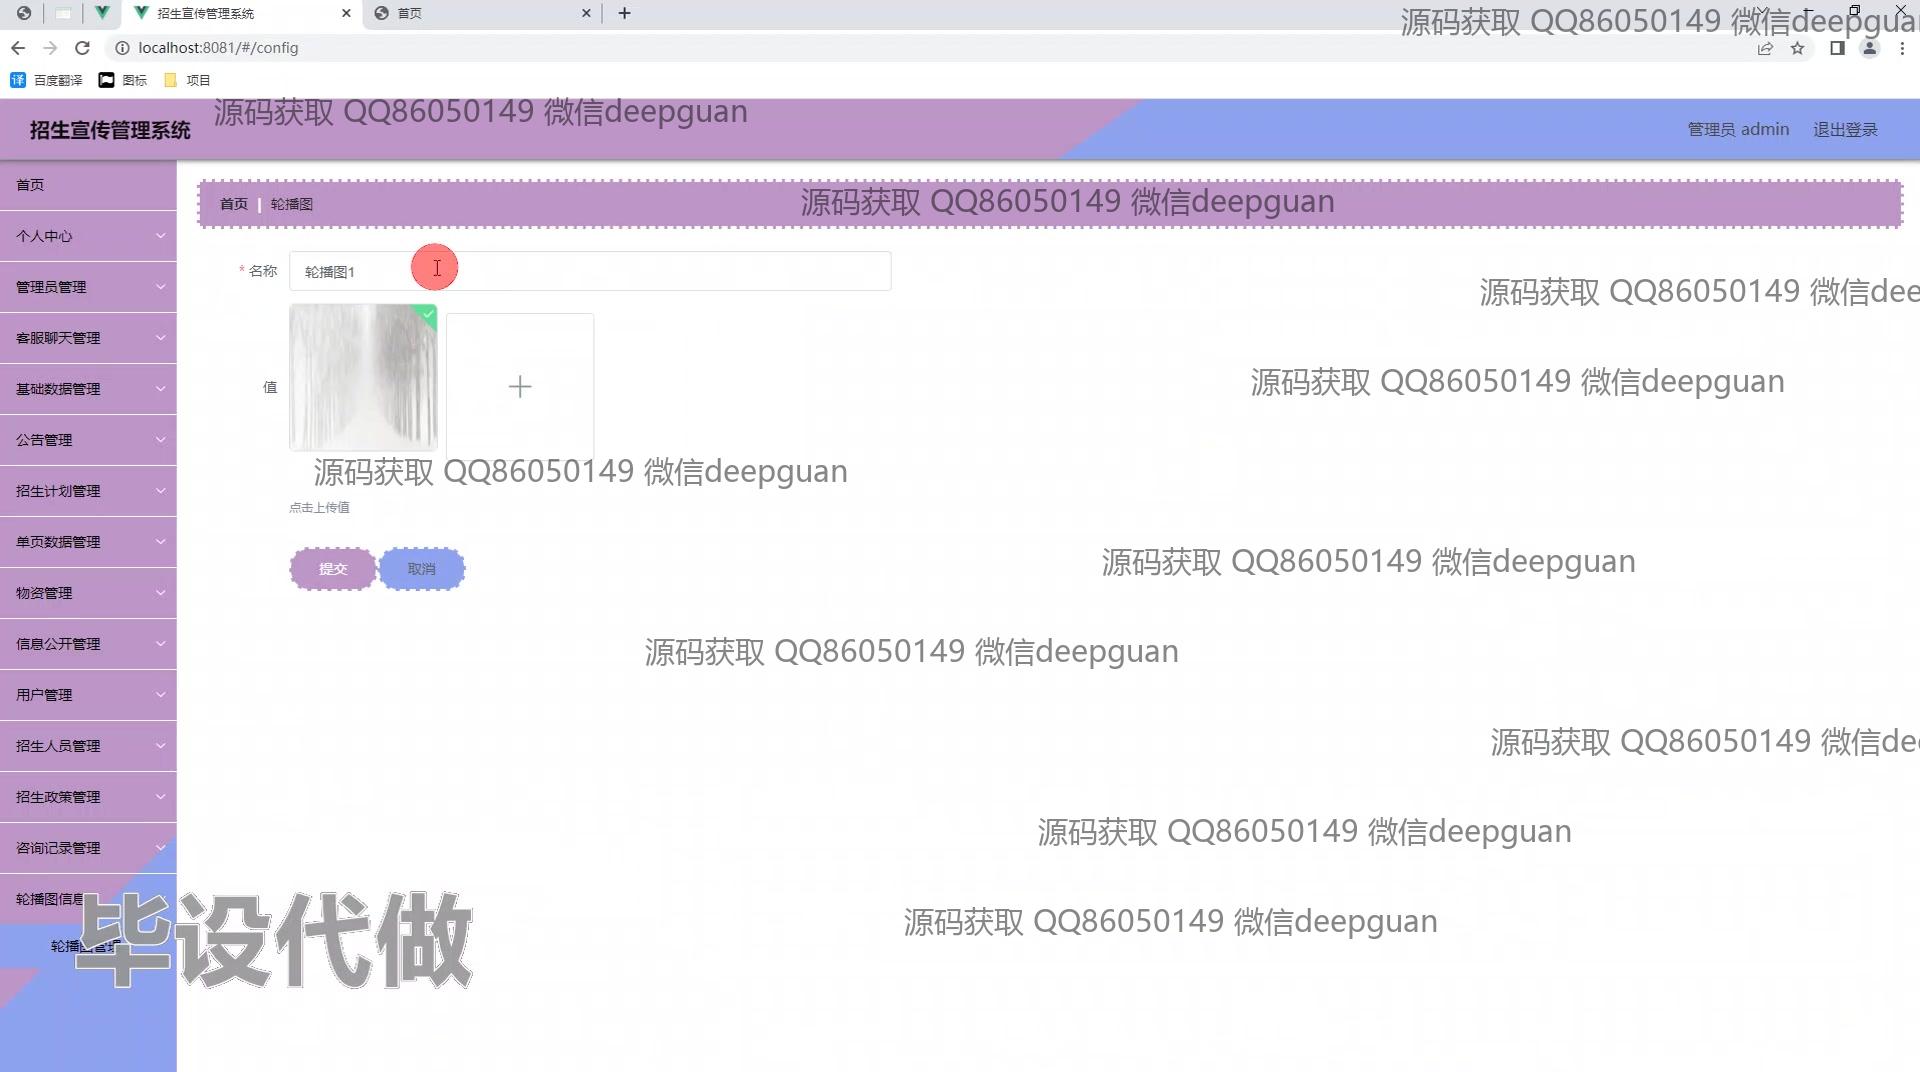 招生宣传管理系统
首页
localhost:8081/#/config
百度翻译
图标
项目
源码获取 QQ86050149 微信deepguan
招生宣传管理系统
源码获取 QQ86050149 微信deepguan
管理员 admin
退出登录
首页
个人中心
管理员管理
客服聊天管理
基础数据管理
公告管理
招生计划管理
单页数据管理
物资管理
信息公开管理
用户管理
招生人员管理
招生政策管理
咨询记录管理
轮播图信息
轮播图管理
首页 | 轮播图
源码获取 QQ86050149 微信deepguan
* 名称
轮播图1
源码获取 QQ86050149 微信dee
源码获取 QQ86050149 微信deepguan
值
源码获取 QQ86050149 微信deepguan
点击上传值
提交
取消
源码获取 QQ86050149 微信deepguan
源码获取 QQ86050149 微信deepguan
源码获取 QQ86050149 微信de
源码获取 QQ86050149 微信deepguan
源码获取 QQ86050149 微信deepguan
毕设代做